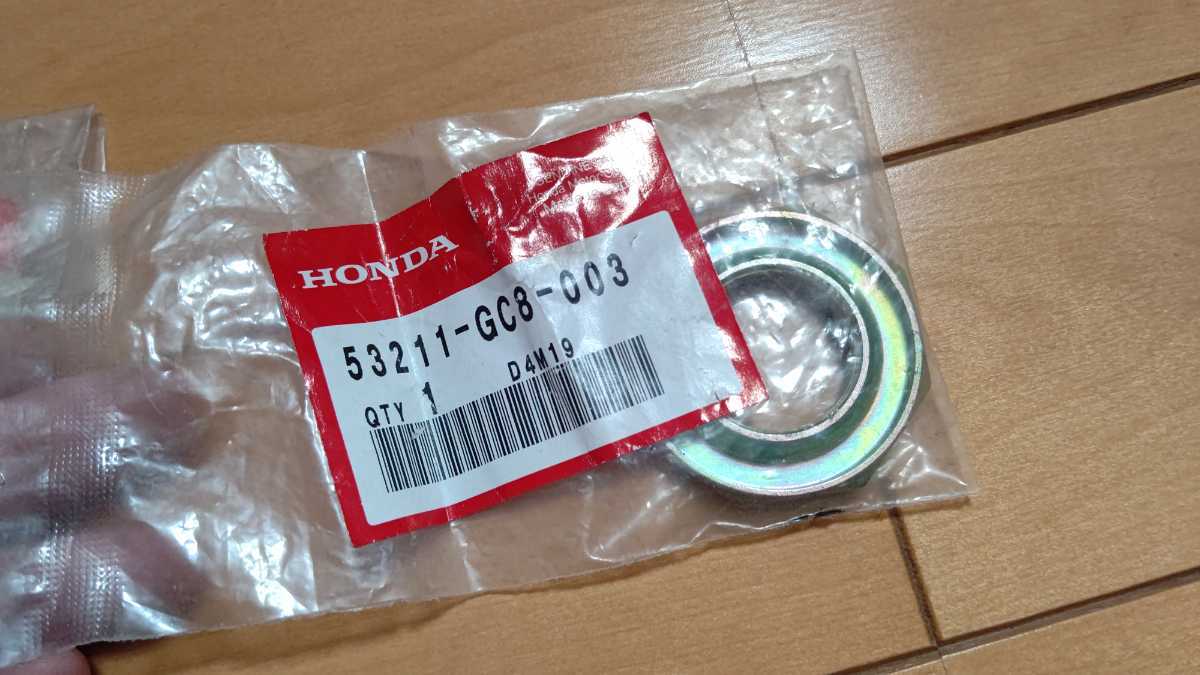 HONDA
53211-GC8-003
QTY 1 D4M19